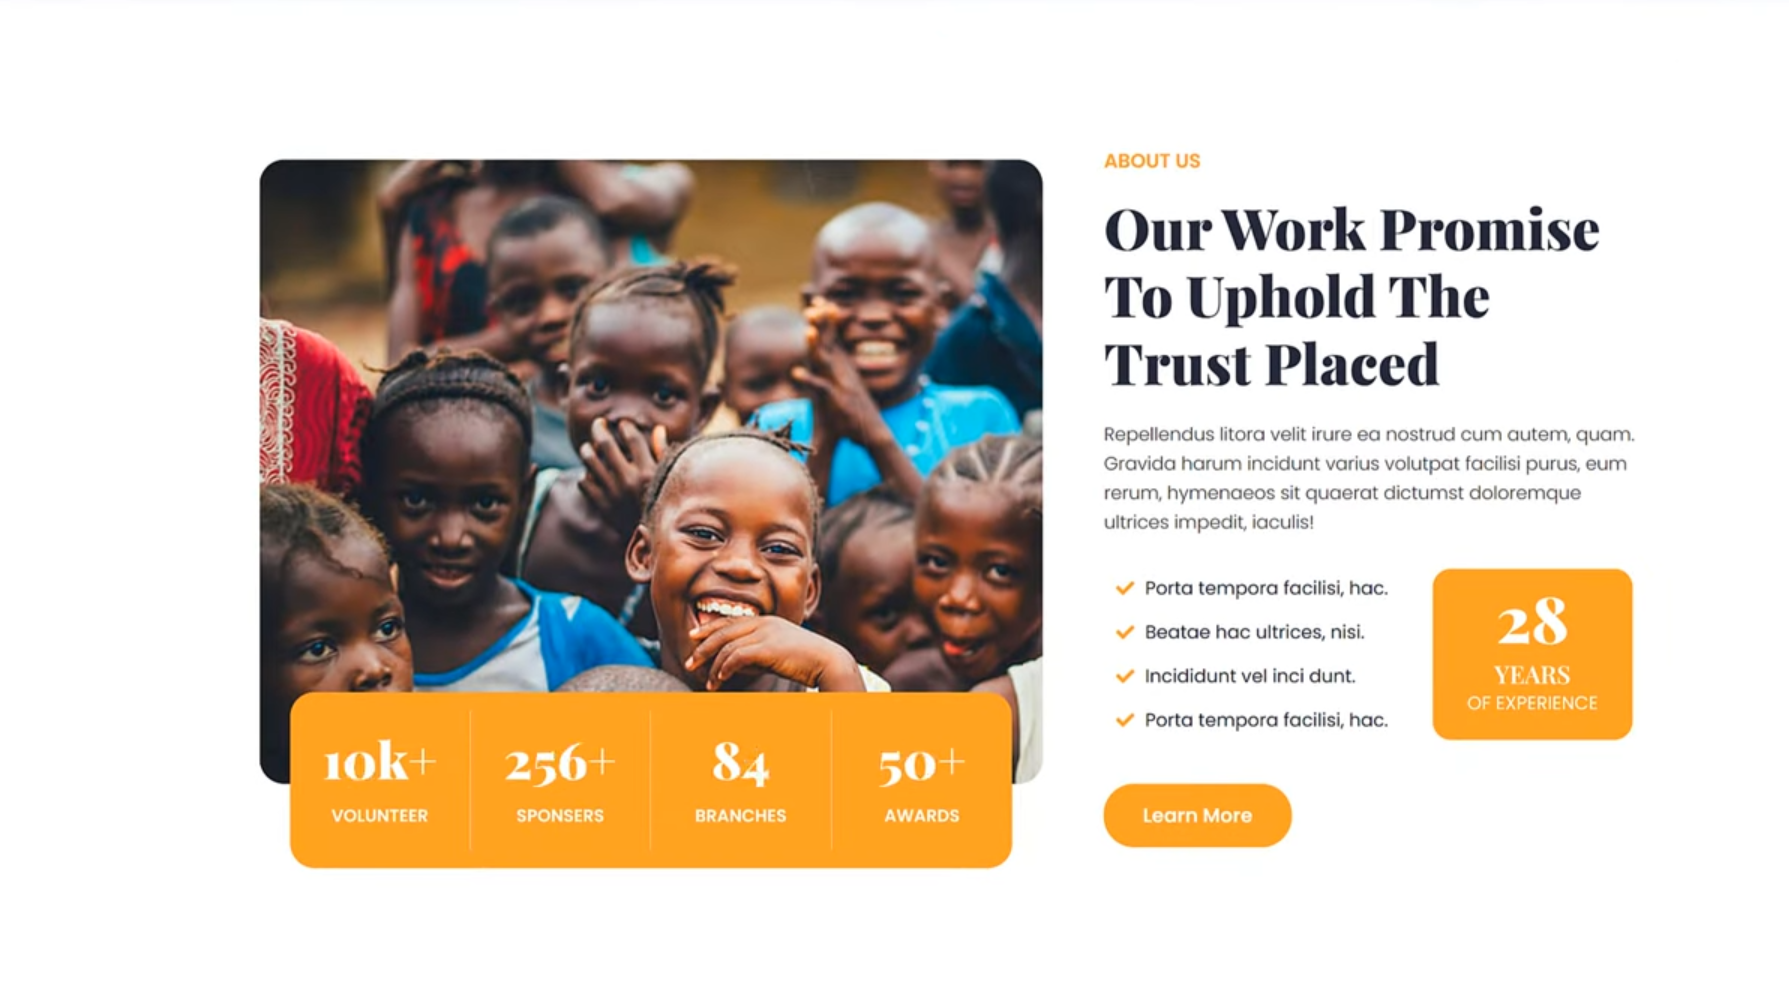 ABOUT US
Our Work Promise
To Uphold The
Trust Placed
Repellendus litora velit irure ea nostrud cum autem, quam.
Gravida harum incidunt varius volutpat facilisi purus, eum
rerum, hymenaeos sit quaerat dictumst doloremque
ultrices impedit, iaculis!
Porta tempora facilisi, hac.
Beatae hac ultrices, nisi.
Incididunt vel inci dunt.
Porta tempora facilisi, hac.
28
YEARS
OF EXPERIENCE
Learn More
10k+
VOLUNTEER
256+
SPONSERS
84
BRANCHES
50+
AWARDS